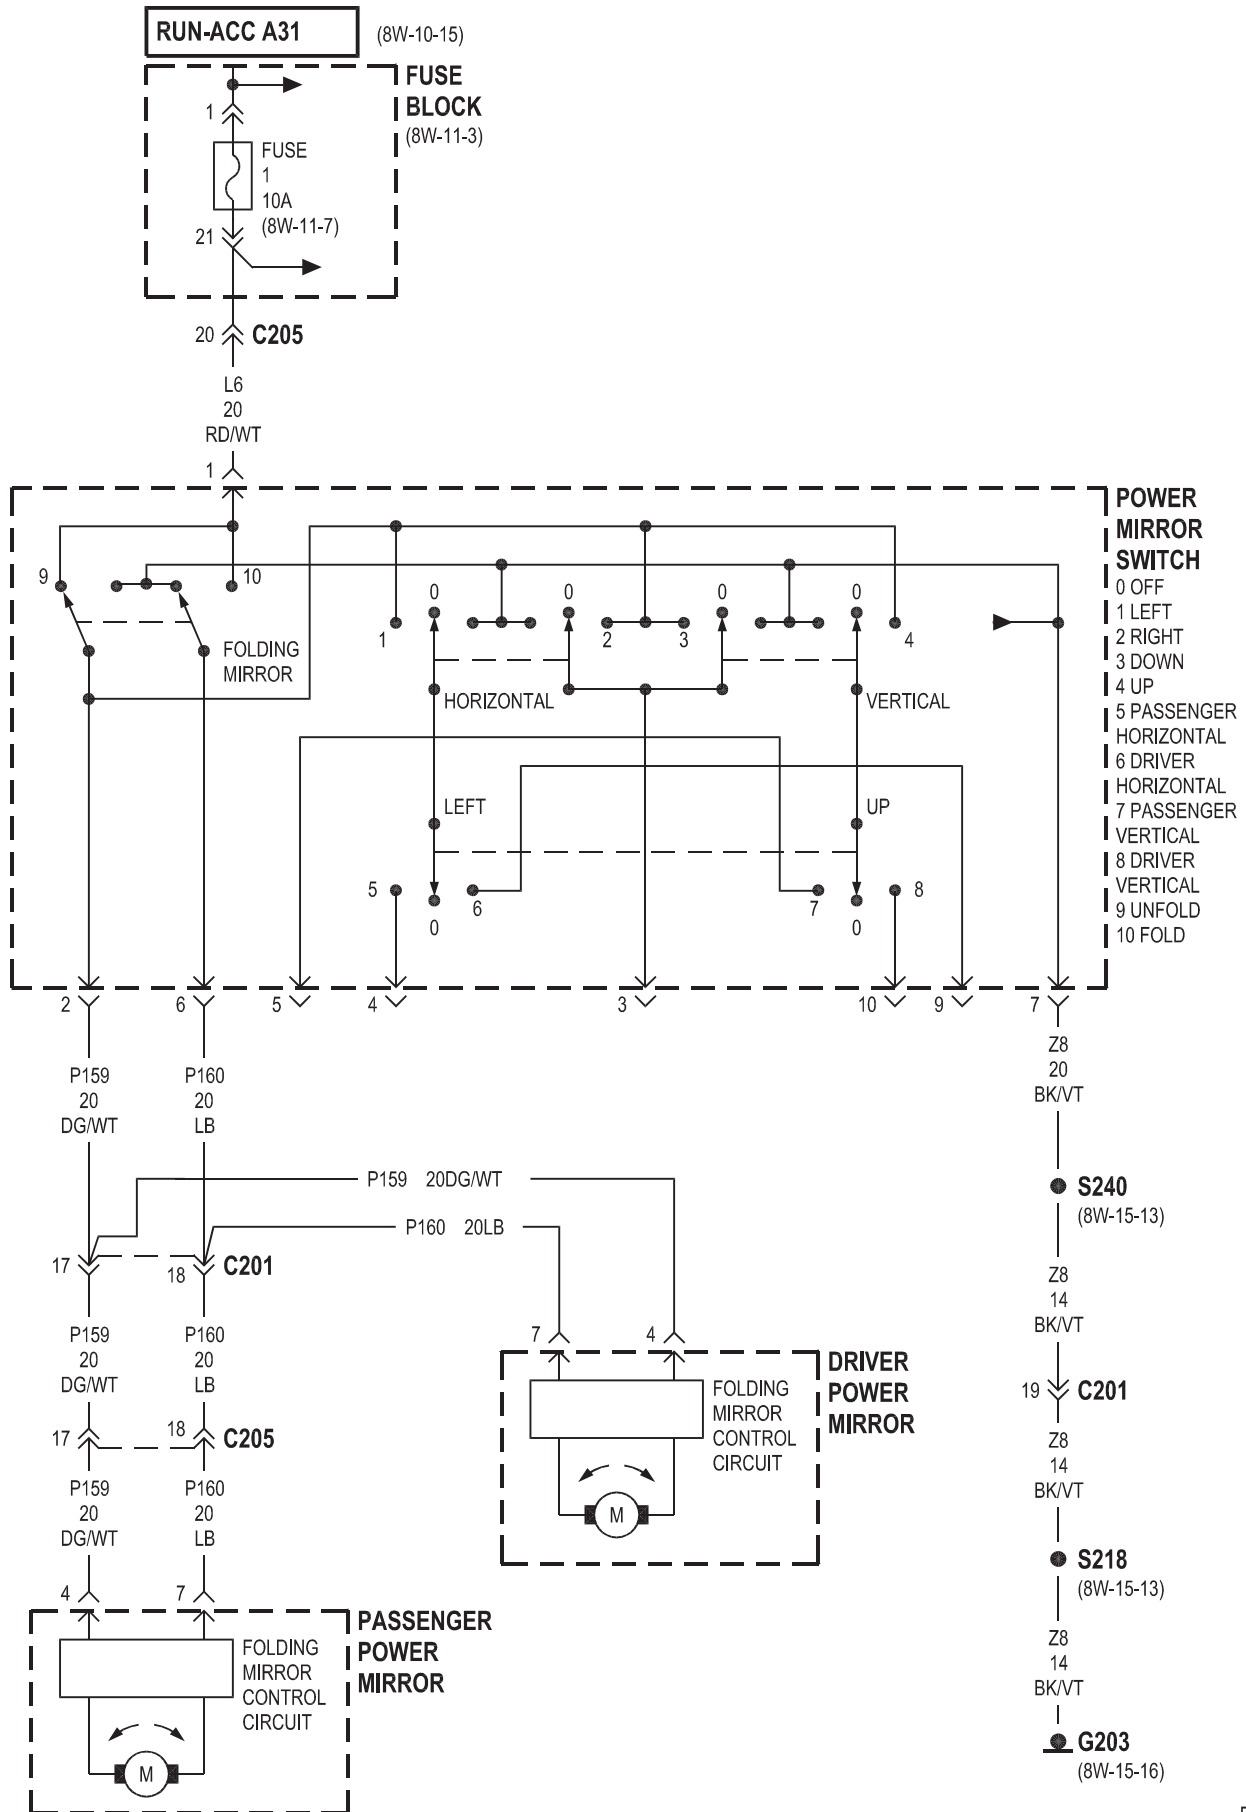 RUN-ACC A31
(8W-10-15)
FUSE
BLOCK
(8W-11-3)
1
FUSE
1
10A
(8W-11-7)
21
20
C205
L6
20
RD/WT
1
POWER
MIRROR
SWITCH
0 OFF
1 LEFT
2 RIGHT
3 DOWN
4 UP
5 PASSENGER
HORIZONTAL
6 DRIVER
HORIZONTAL
7 PASSENGER
VERTICAL
8 DRIVER
VERTICAL
9 UNFOLD
10 FOLD
9
10
FOLDING
MIRROR
0
0
0
0
1
2
3
4
HORIZONTAL
VERTICAL
LEFT
UP
5
6
7
8
0
0
2
6
5
4
3
10
9
7
P159
20
DG/WT
P160
20
LB
Z8
20
BK/VT
P159 20DG/WT
P160 20LB
S240
(8W-15-13)
17
18
C201
Z8
14
BK/VT
P159
20
DG/WT
P160
20
LB
7
4
DRIVER
POWER
MIRROR
FOLDING
MIRROR
CONTROL
CIRCUIT
M
19
C201
17
18
C205
Z8
14
BK/VT
P159
20
DG/WT
P160
20
LB
S218
(8W-15-13)
4
7
PASSENGER
POWER
MIRROR
FOLDING
MIRROR
CONTROL
CIRCUIT
M
Z8
14
BK/VT
G203
(8W-15-16)